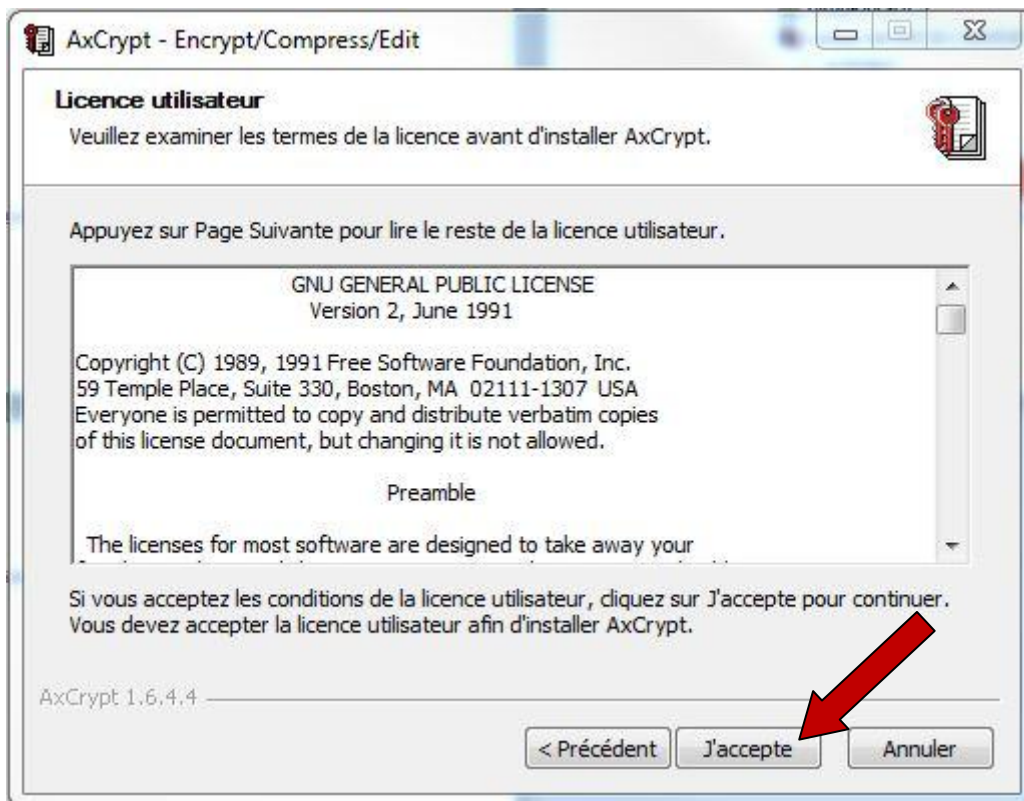 AxCrypt - Encrypt/Compress/Edit
Licence utilisateur
Veuillez examiner les termes de la licence avant d'installer AxCrypt.
Appuyez sur Page Suivante pour lire le reste de la licence utilisateur.
GNU GENERAL PUBLIC LICENSE
Version 2, June 1991
Copyright (C) 1989, 1991 Free Software Foundation, Inc.
59 Temple Place, Suite 330, Boston, MA 02111-1307 USA
Everyone is permitted to copy and distribute verbatim copies
of this license document, but changing it is not allowed.
Preamble
The licenses for most software are designed to take away your
Si vous acceptez les conditions de la licence utilisateur, cliquez sur J'accepte pour continuer.
Vous devez accepter la licence utilisateur afin d'installer AxCrypt.
AxCrypt 1.6.4.4
< Précédent
J'accepte
Annuler